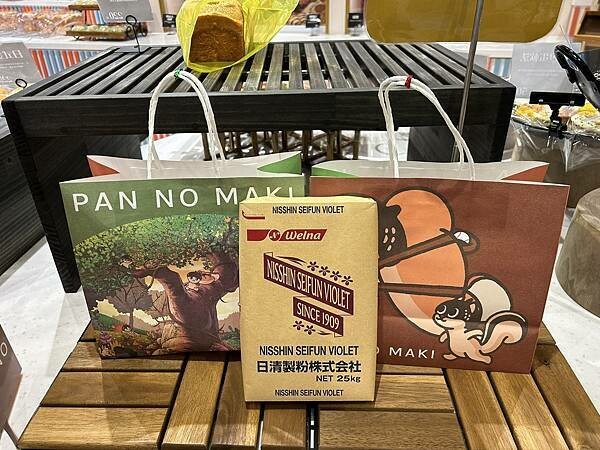 PAN NO MAKI
NISSHIN SEIFUN VIOLET
Welna
NISSHIN SEIFUN VIOLET
SINCE 1909
NISSHIN SEIFUN VIOLET
日清製粉株式会社
NET 25kg
NISSHIN SEIFUN VIOLET
MAKI